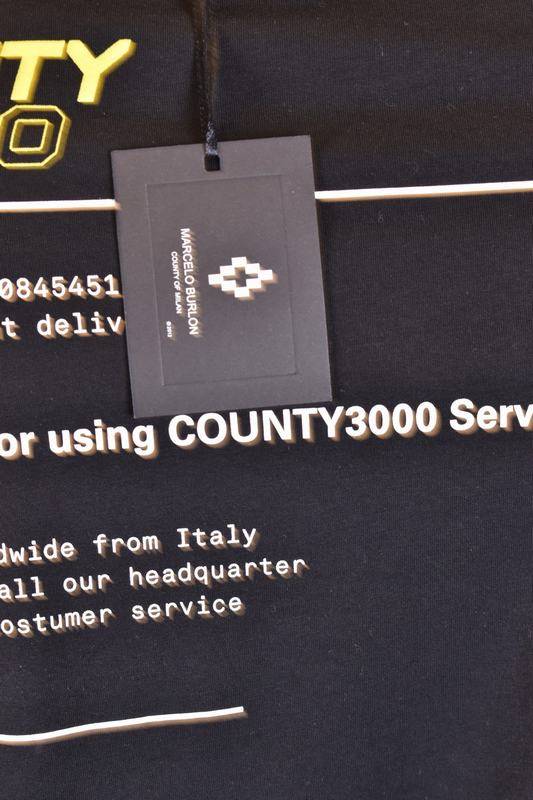 TY
0
0845451
t deliv
MARCELO BURLON
COUNTY OF MILAN
or using COUNTY3000 Serv
dwide from Italy
all our headquarter
ostumer service